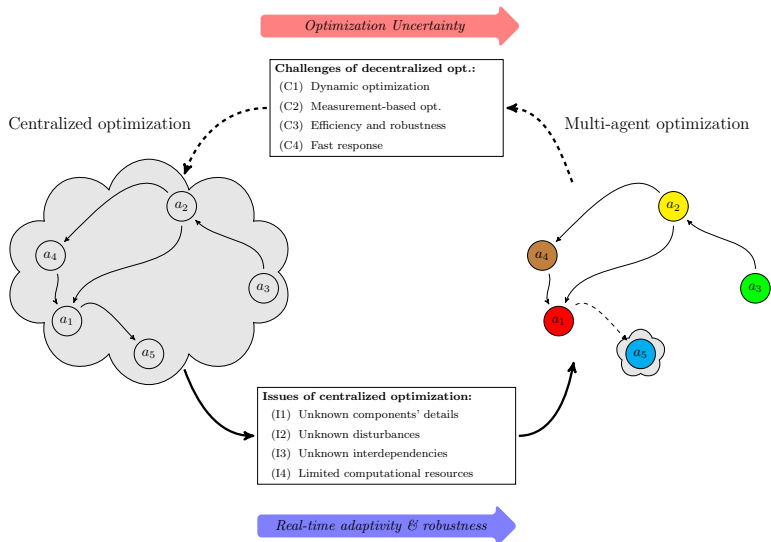 Optimization Uncertainty
Challenges of decentralized opt.:
(C1) Dynamic optimization
(C2) Measurement-based opt.
(C3) Efficiency and robustness
(C4) Fast response
Centralized optimization
Multi-agent optimization
a2
a4
a3
a1
a5
a2
a4
a3
a1
a5
Issues of centralized optimization:
(I1) Unknown components' details
(I2) Unknown disturbances
(I3) Unknown interdependencies
(I4) Limited computational resources
Real-time adaptivity & robustness